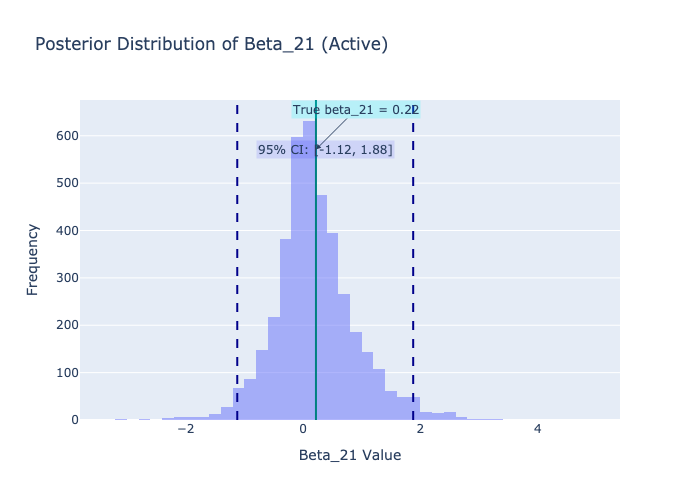 Posterior Distribution of Beta_21 (Active)
True beta_21 = 0.22
95% CI: [-1.12, 1.88]
600
500
400
300
200
100
0
Frequency
−2
0
2
4
Beta_21 Value